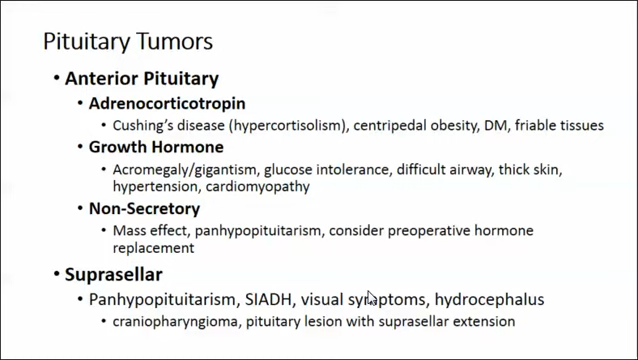 Pituitary Tumors
• Anterior Pituitary
• Adrenocorticotropin
• Cushing's disease (hypercortisolism), centripedal obesity, DM, friable tissues
• Growth Hormone
• Acromegaly/gigantism, glucose intolerance, difficult airway, thick skin,
hypertension, cardiomyopathy
• Non-Secretory
• Mass effect, panhypopituitarism, consider preoperative hormone
replacement
• Suprasellar
• Panhypopituitarism, SIADH, visual symptoms, hydrocephalus
• craniopharyngioma, pituitary lesion with suprasellar extension